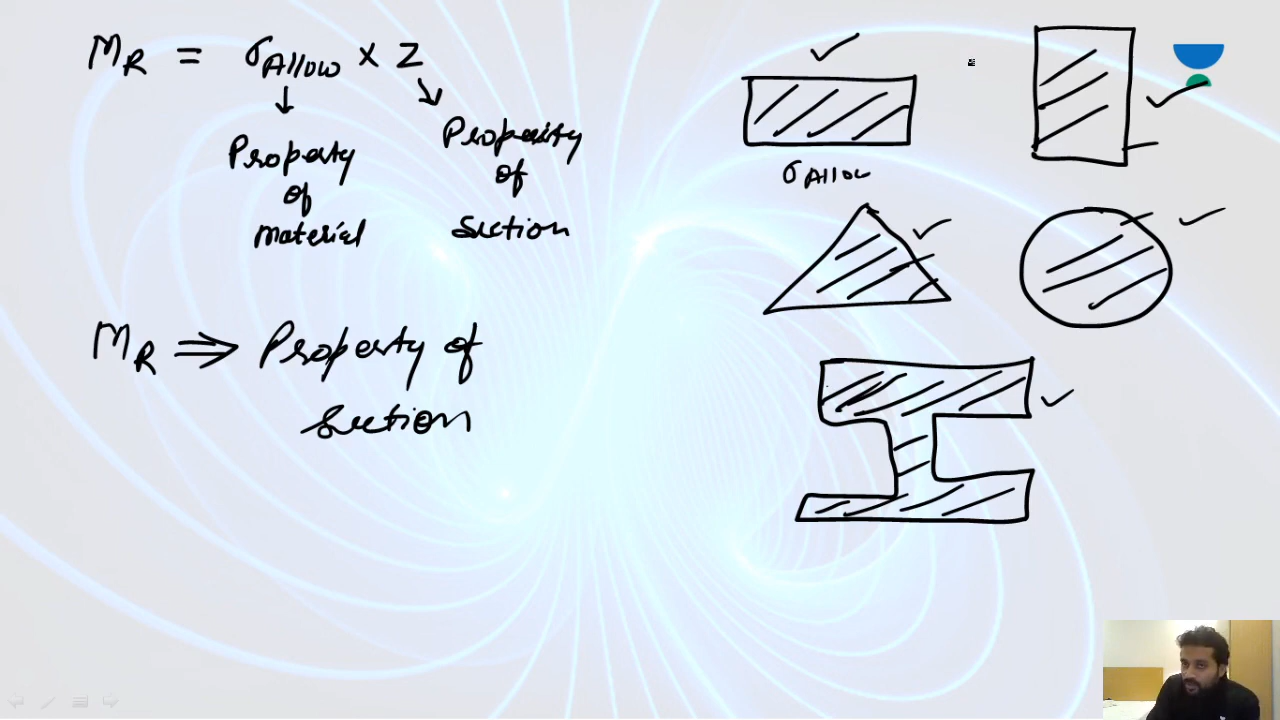 M_R = σ_Allow × Z
↓ ↓
Property of material
Property of Section
M_R ⇒ Property of Section
σ_Allow